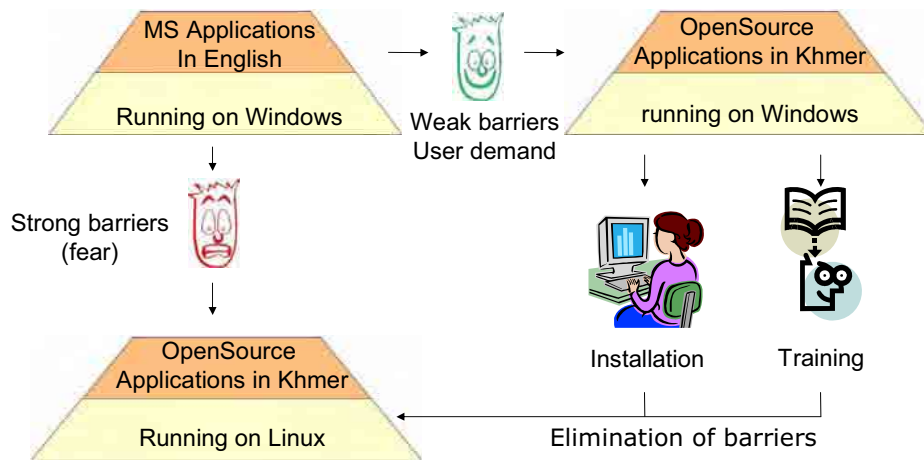 MS Applications
In English
Running on Windows
Weak barriers
User demand
OpenSource
Applications in Khmer
running on Windows
Strong barriers
(fear)
Installation
Training
OpenSource
Applications in Khmer
Running on Linux
Elimination of barriers